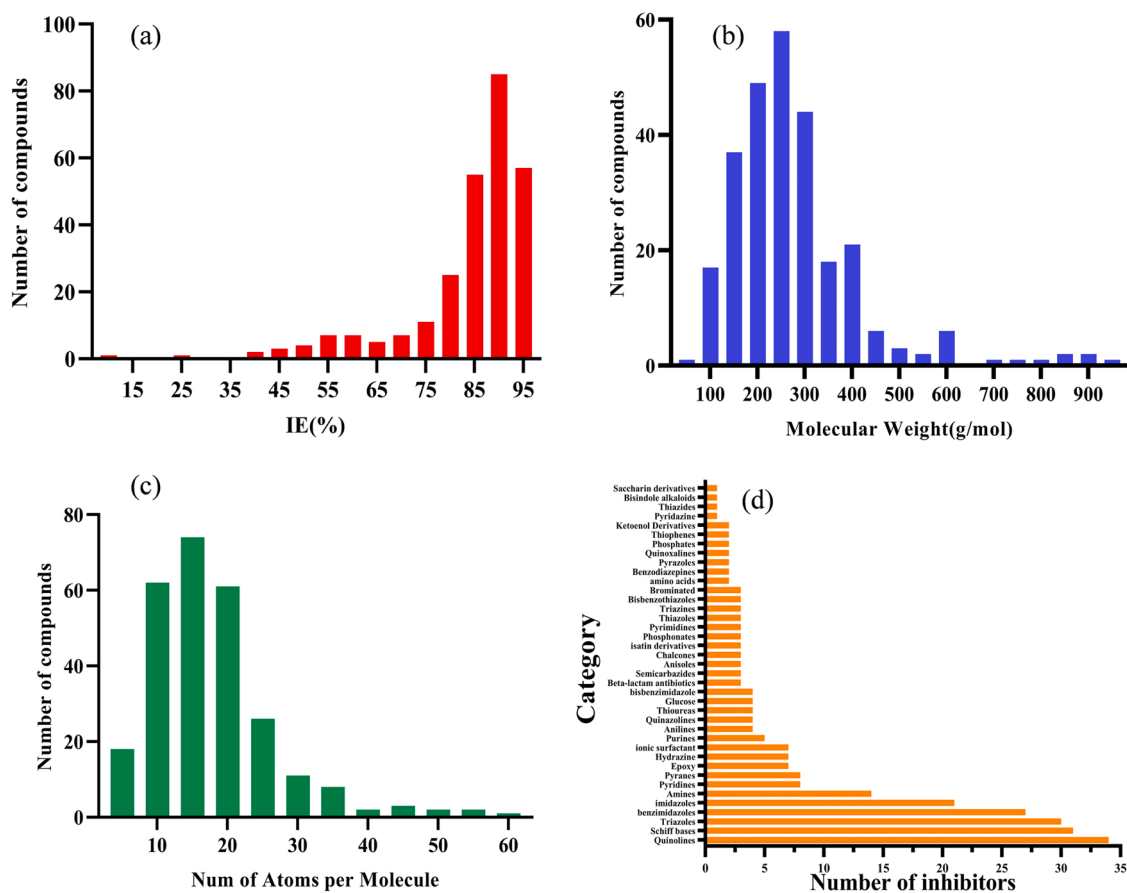 (a)
Number of compounds
100
80
60
40
20
0
15 25 35 45 55 65 75 85 90 95
IE(%)
(b)
Number of compounds
60
40
20
0
100 200 300 400 500 600 700 800 900
Molecular Weight(g/mol)
(c)
Number of compounds
80
60
40
20
0
10 20 30 40 50 60
Num of Atoms per Molecule
(d)
Category
Saccharin derivatives
Bisindole alkaloids
Thiazides
Pyridazine
Ketoenol Derivatives
Thiophenes
Phosphates
Quinoxalines
Pyrazoles
Benzodiazepines
amino acids
Brominated
Bisbenzothiazoles
Triazines
Thiazoles
Pyrimidines
Phosphonates
isatin derivatives
Chalcones
Anisoles
Semicarbazides
Beta-lactam antibiotics
bisbenzimidazole
Glucose
Thioureas
Quinazolines
Anilines
Purines
ionic surfactant
Hydrazine
Epoxy
Pyranes
Pyridines
Amines
imidazoles
benzimidazoles
Triazoles
Schiff bases
Quinolines
0 5 10 15 20 25 30 35
Number of inhibitors